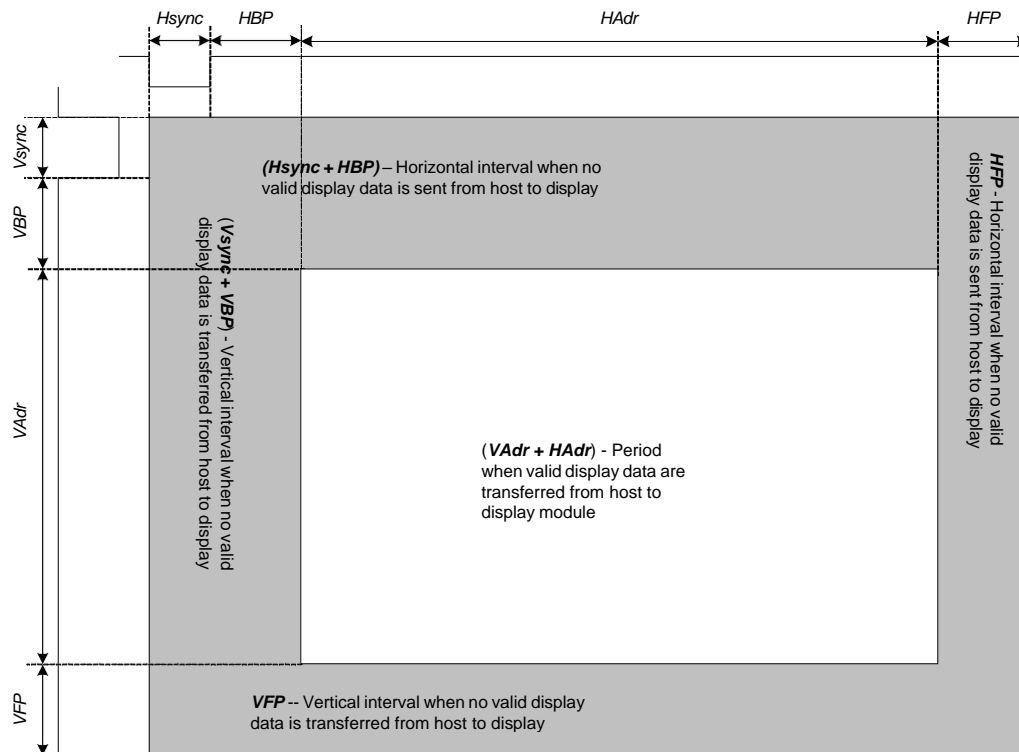 Hsync HBP HAdr HFP
Vsync
VBP
VAdr
VFP
(Hsync + HBP) – Horizontal interval when no
valid display data is sent from host to display
(Vsync + VBP) - Vertical interval when no valid
display data is transferred from host to display
HFP - Horizontal interval when no valid
display data is sent from host to display
(VAdr + HAdr) - Period
when valid display data are
transferred from host to
display module
VFP -- Vertical interval when no valid display
data is transferred from host to display